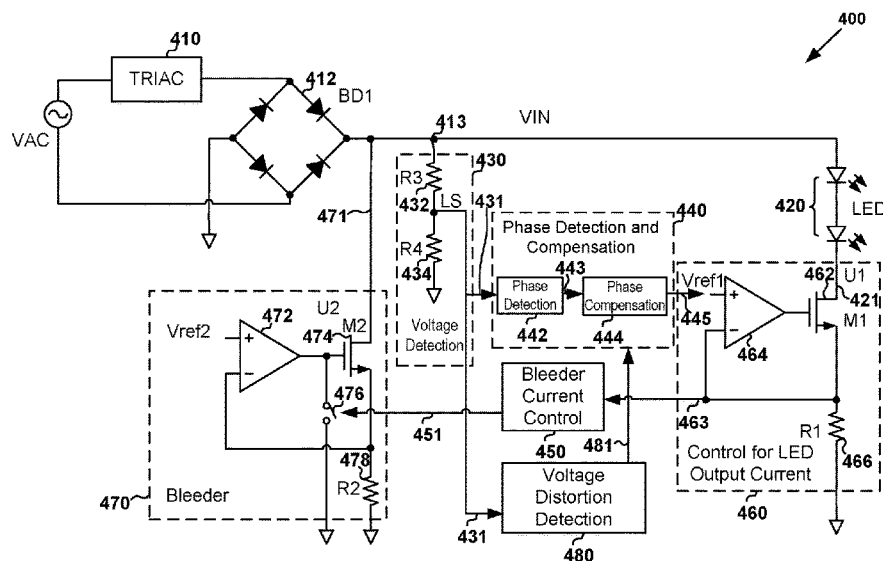 400
410
TRIAC
412
BD1
VAC
413
VIN
430
R3
432
LS
431
R4
434
471
Voltage
Detection
440
Phase Detection and
Compensation
443
Phase
Detection
442
Phase
Compensation
444
445
420
LED
Vref1
462
U1
421
M1
464
463
R1
466
Control for LED
Output Current
460
U2
472
474
M2
Vref2
476
478
R2
470
Bleeder
451
Bleeder
Current
Control
450
481
Voltage
Distortion
Detection
480
431